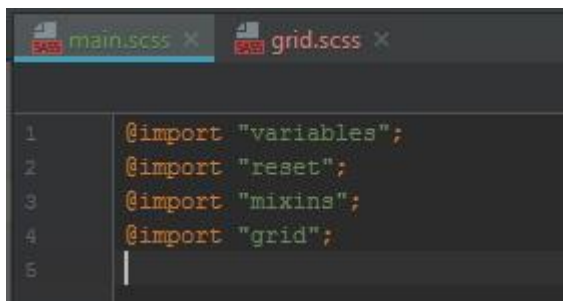 main.scss × grid.scss ×
1 @import "variables";
2 @import "reset";
3 @import "mixins";
4 @import "grid";
5